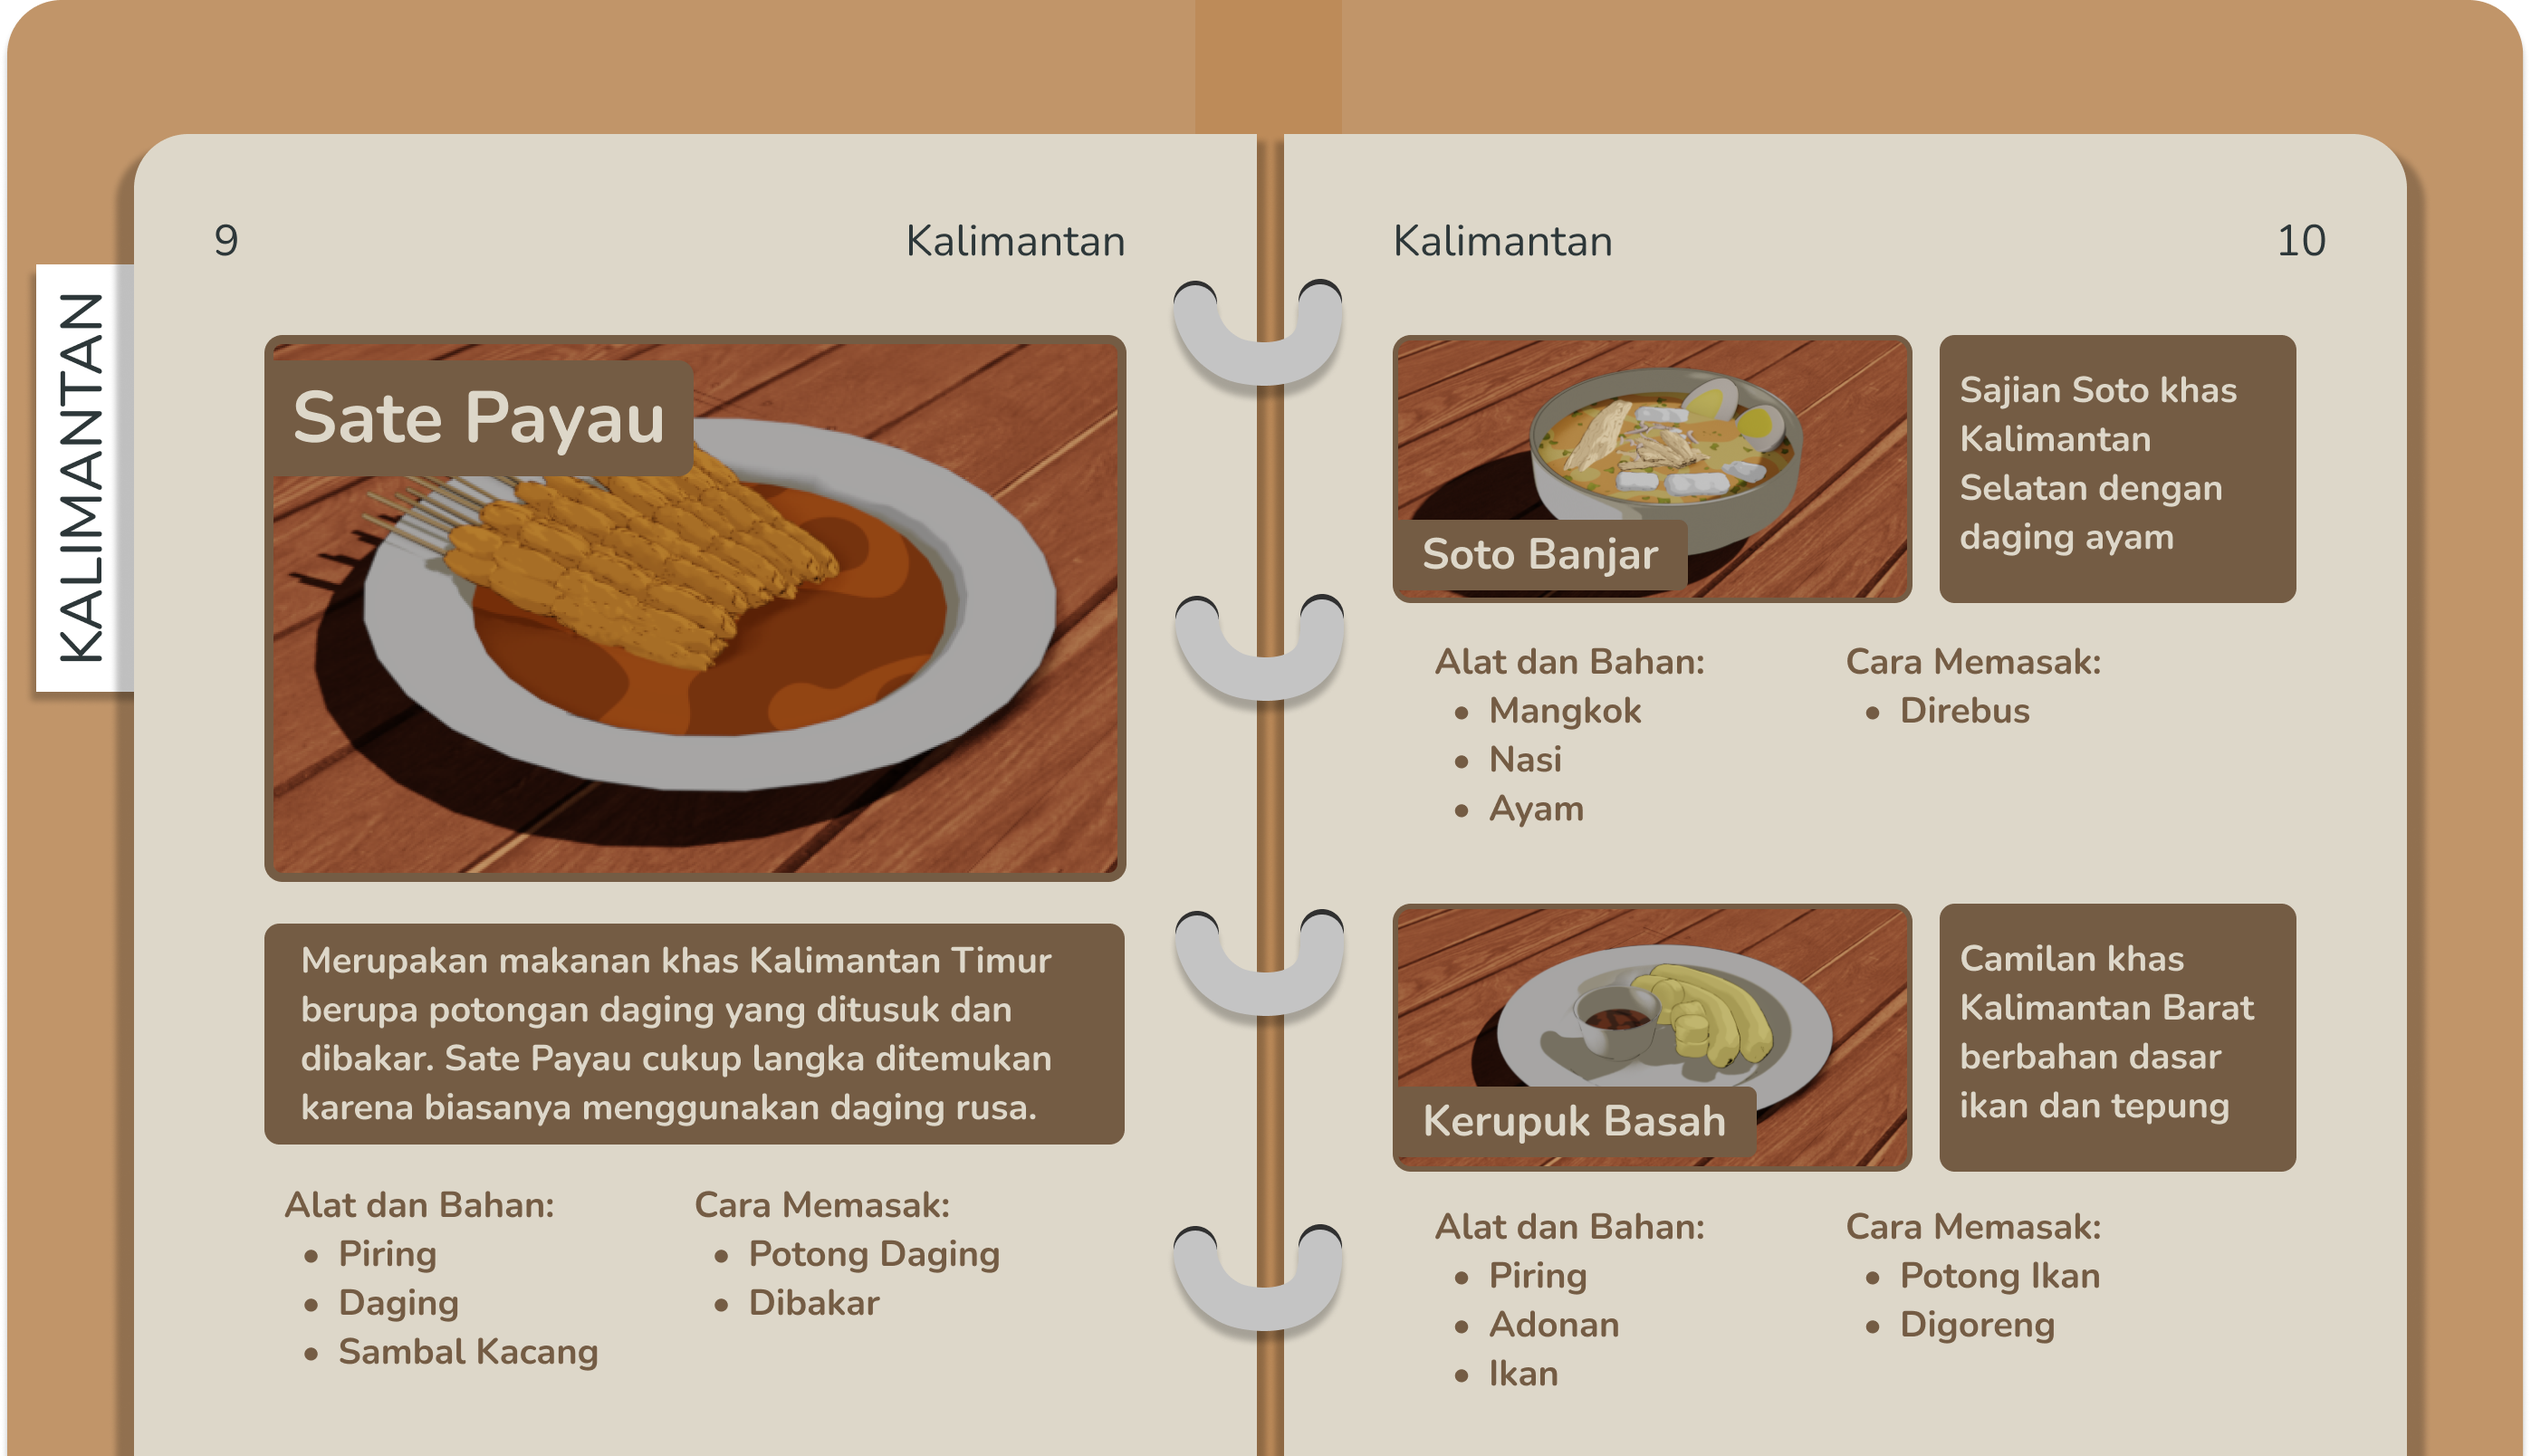 KALIMANTAN
9
Kalimantan
Sate Payau
Merupakan makanan khas Kalimantan Timur
berupa potongan daging yang ditusuk dan
dibakar. Sate Payau cukup langka ditemukan
karena biasanya menggunakan daging rusa.
Alat dan Bahan:
• Piring
• Daging
• Sambal Kacang
Cara Memasak:
• Potong Daging
• Dibakar
Kalimantan
10
Soto Banjar
Sajian Soto khas
Kalimantan
Selatan dengan
daging ayam
Alat dan Bahan:
• Mangkok
• Nasi
• Ayam
Cara Memasak:
• Direbus
Kerupuk Basah
Camilan khas
Kalimantan Barat
berbahan dasar
ikan dan tepung
Alat dan Bahan:
• Piring
• Adonan
• Ikan
Cara Memasak:
• Potong Ikan
• Digoreng